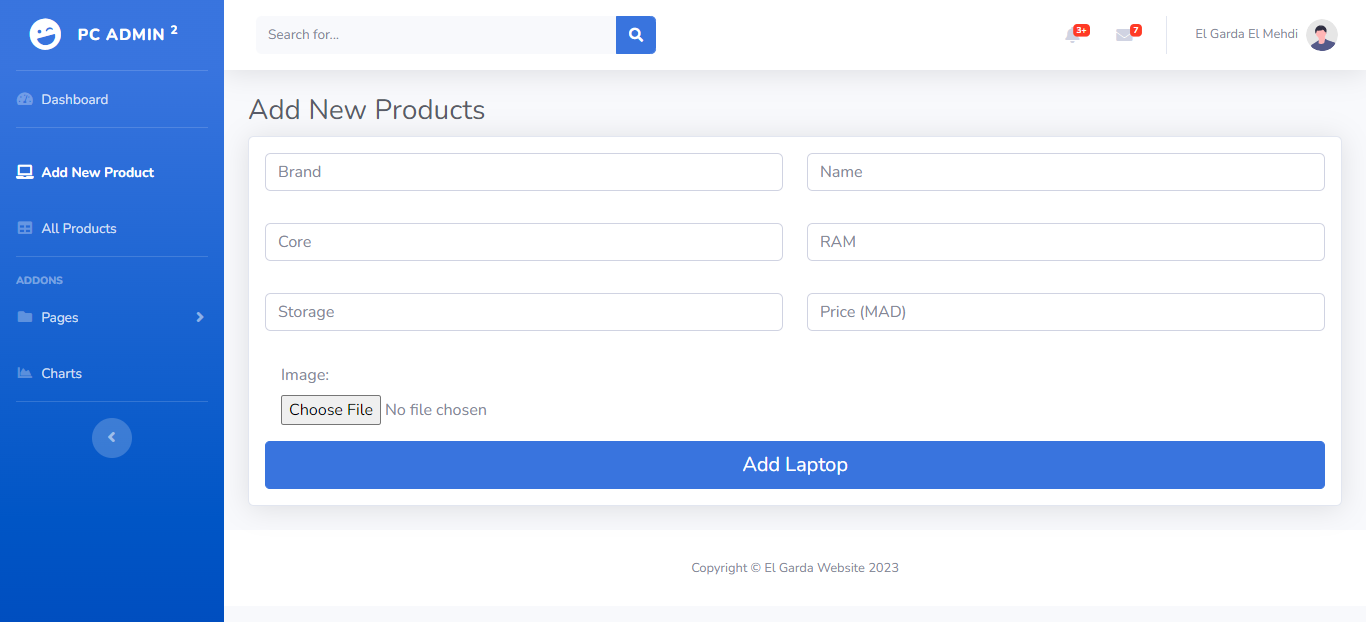 PC ADMIN 2
Search for...
3+
7
El Garda El Mehdi
Dashboard
Add New Product
All Products
ADDONS
Pages
Charts
Add New Products
Brand
Name
Core
RAM
Storage
Price (MAD)
Image:
Choose File No file chosen
Add Laptop
Copyright © El Garda Website 2023